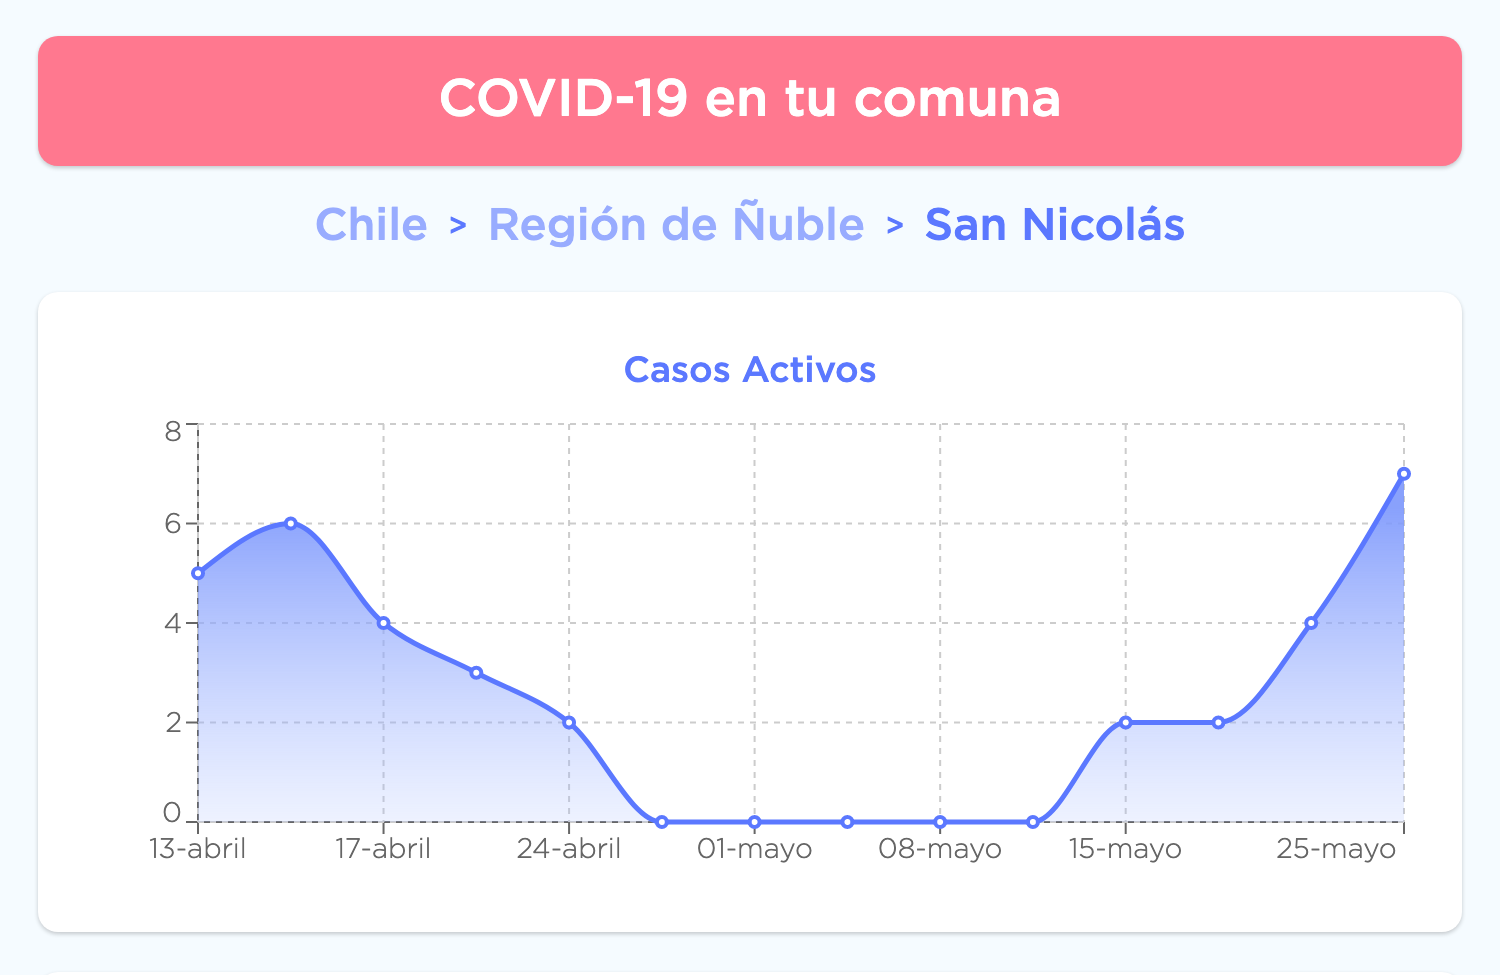 COVID-19 en tu comuna
Chile > Región de Ñuble > San Nicolás
Casos Activos
8
6
4
2
0
13-abril 17-abril 24-abril 01-mayo 08-mayo 15-mayo 25-mayo